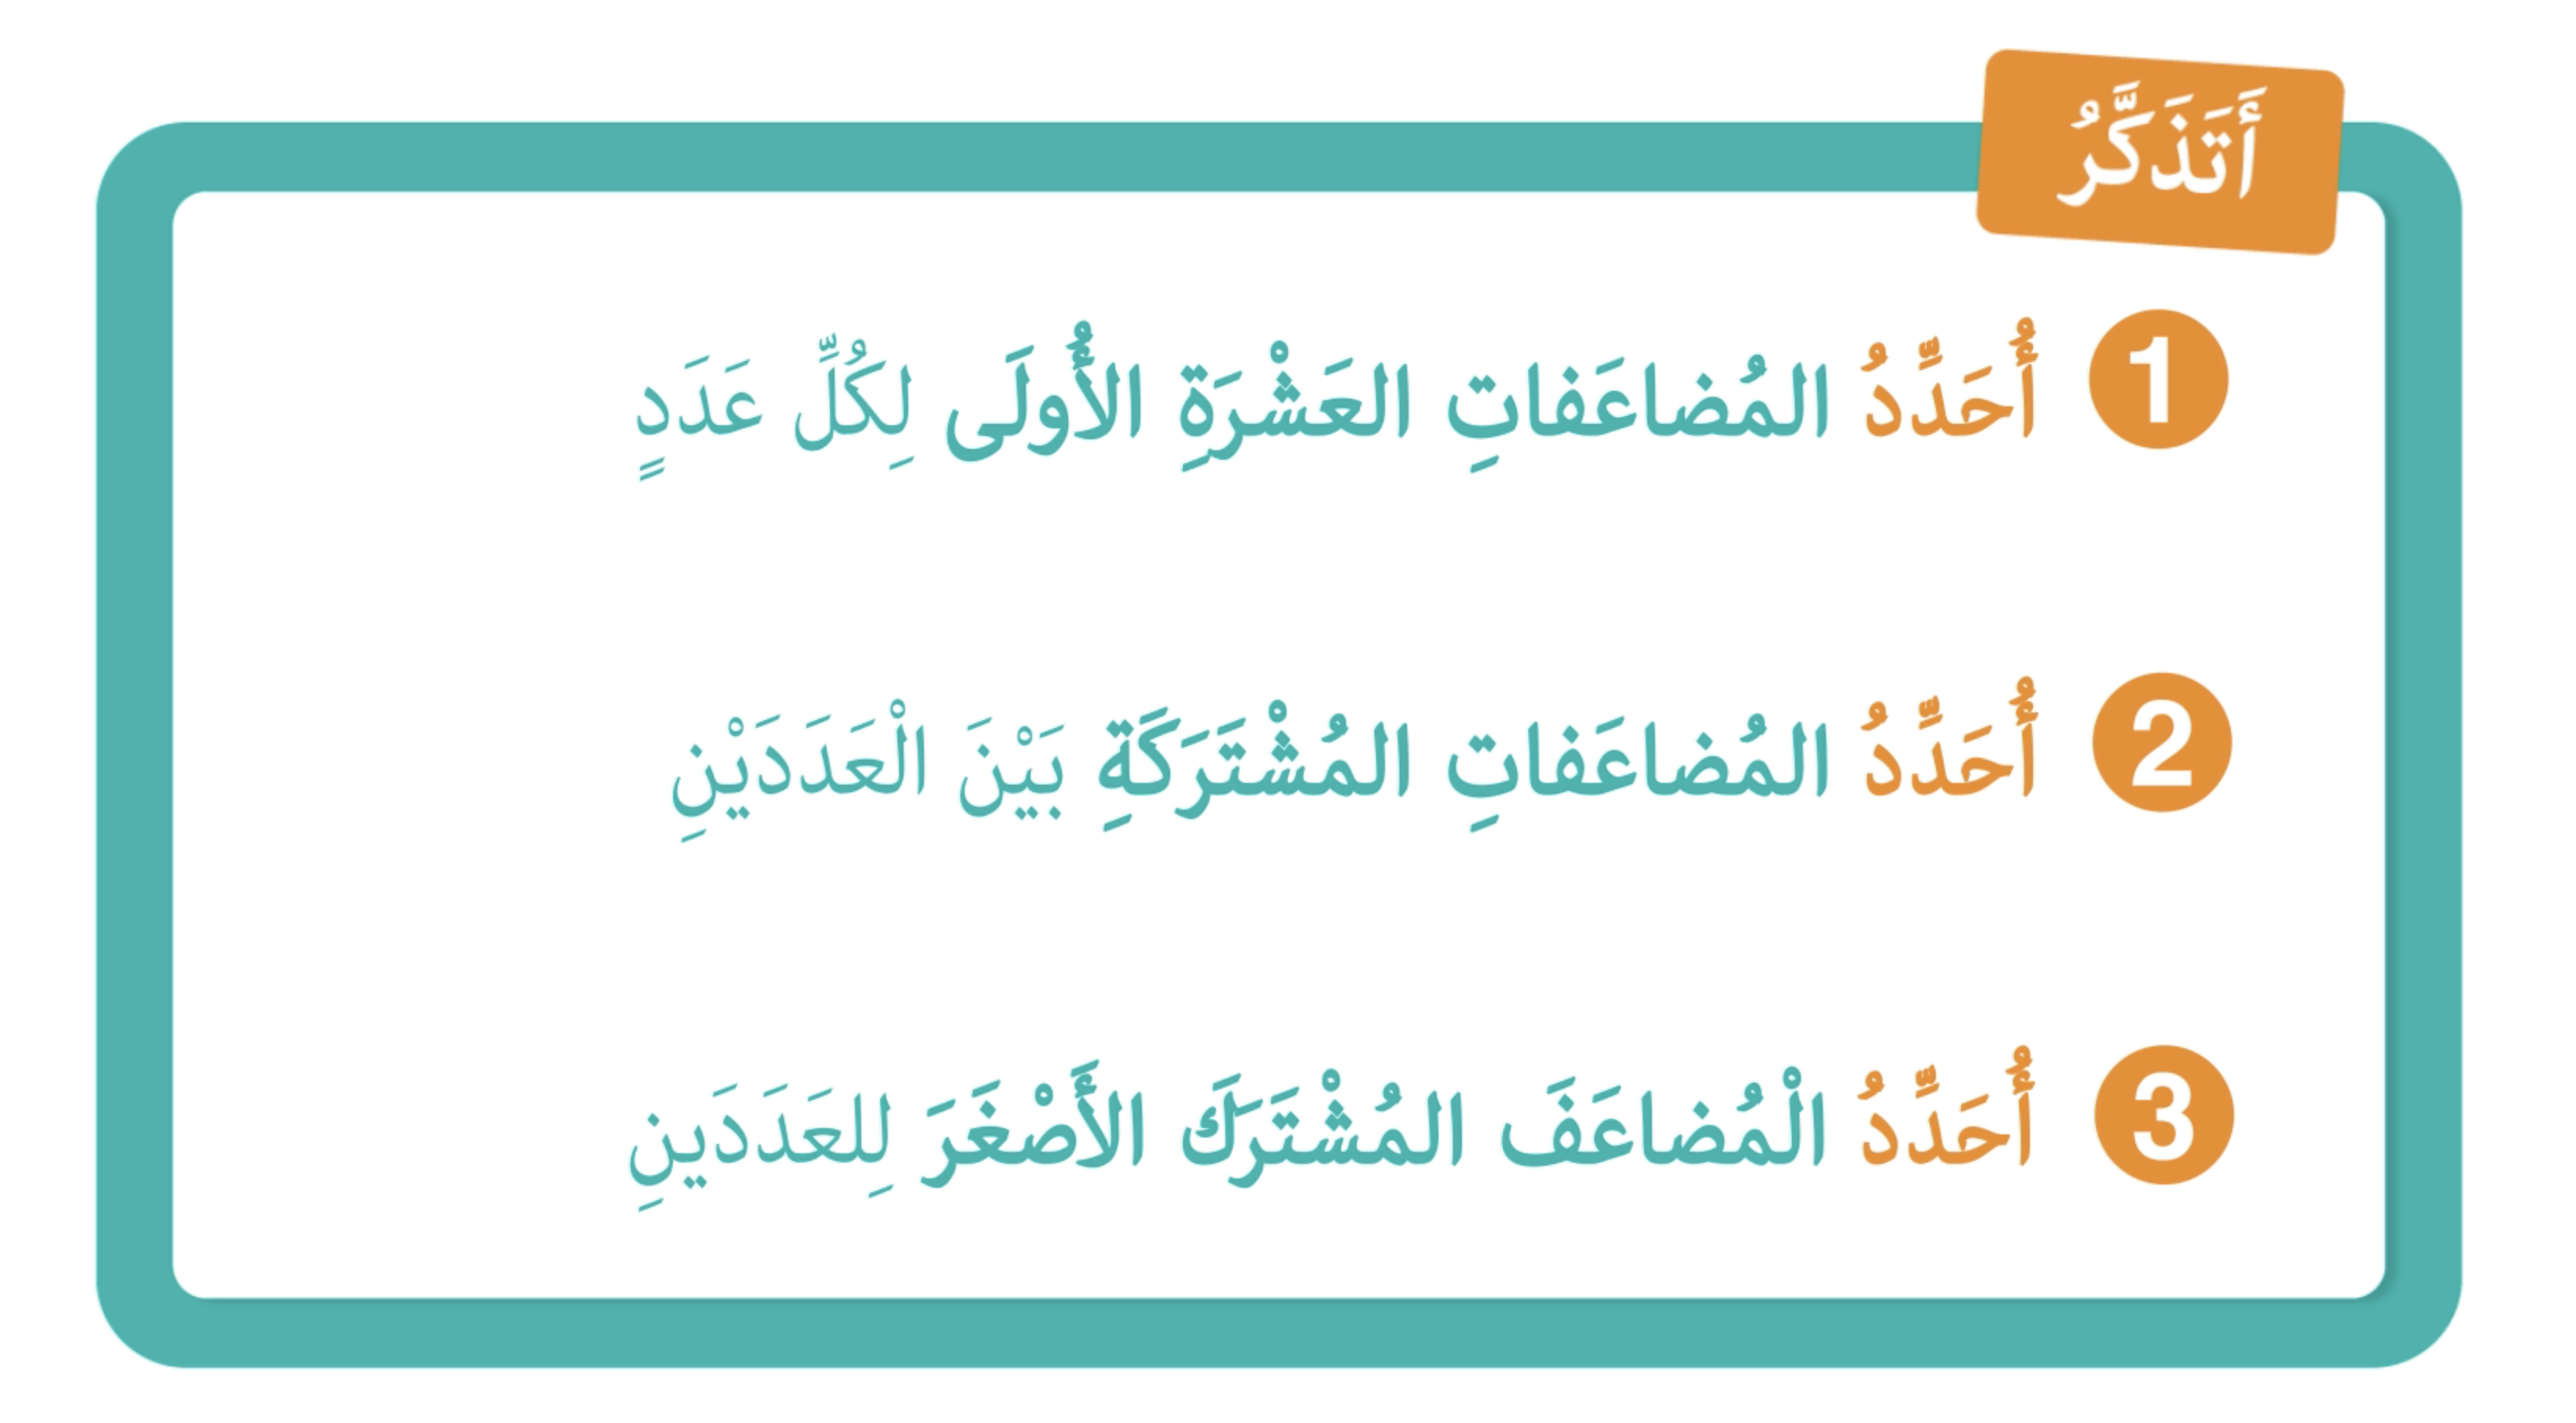 أَتَذَكَّرُ
1 أُحَدِّدُ المُضاعَفاتِ العَشْرَةِ الأُولَى لِكُلِّ عَدَدٍ
2 أُحَدِّدُ المُضاعَفاتِ المُشْتَرَكَةِ بَيْنَ الْعَدَدَيْنِ
3 أُحَدِّدُ الْمُضاعَفَ المُشْتَرَكَ الأَصْغَرَ لِلعَدَدَينِ